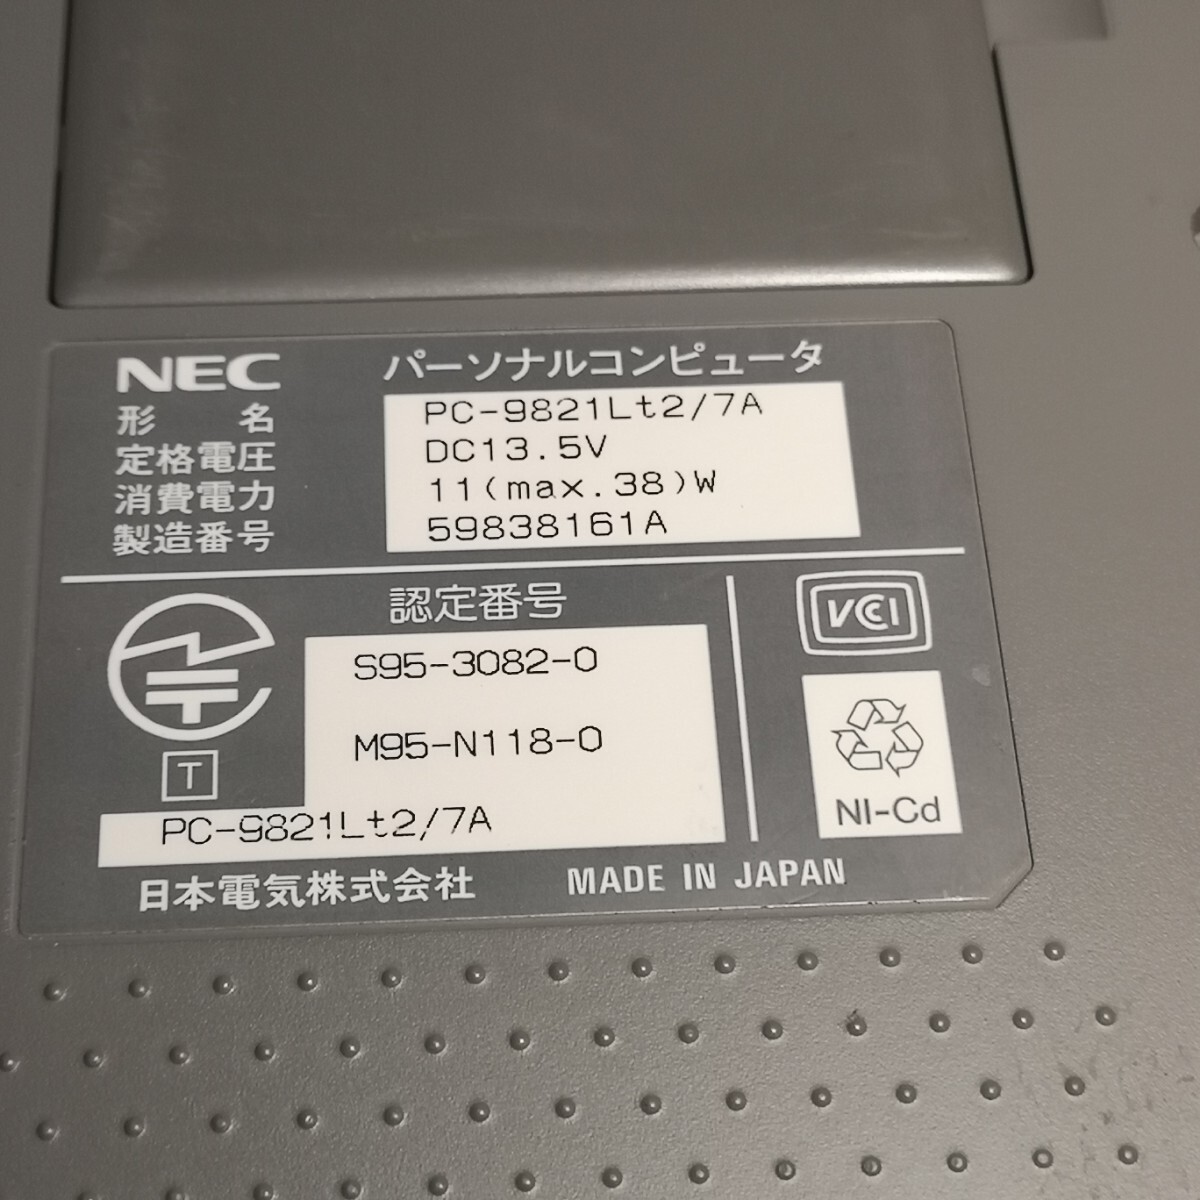 NEC パーソナルコンピュータ
形名 PC-9821Lt2/7A
定格電圧 DC13.5V
消費電力 11(max.38)W
製造番号 59838161A
認定番号
VCCI
S95-3082-0
M95-N118-0
T
NI-Cd
PC-9821Lt2/7A
日本電気株式会社 MADE IN JAPAN